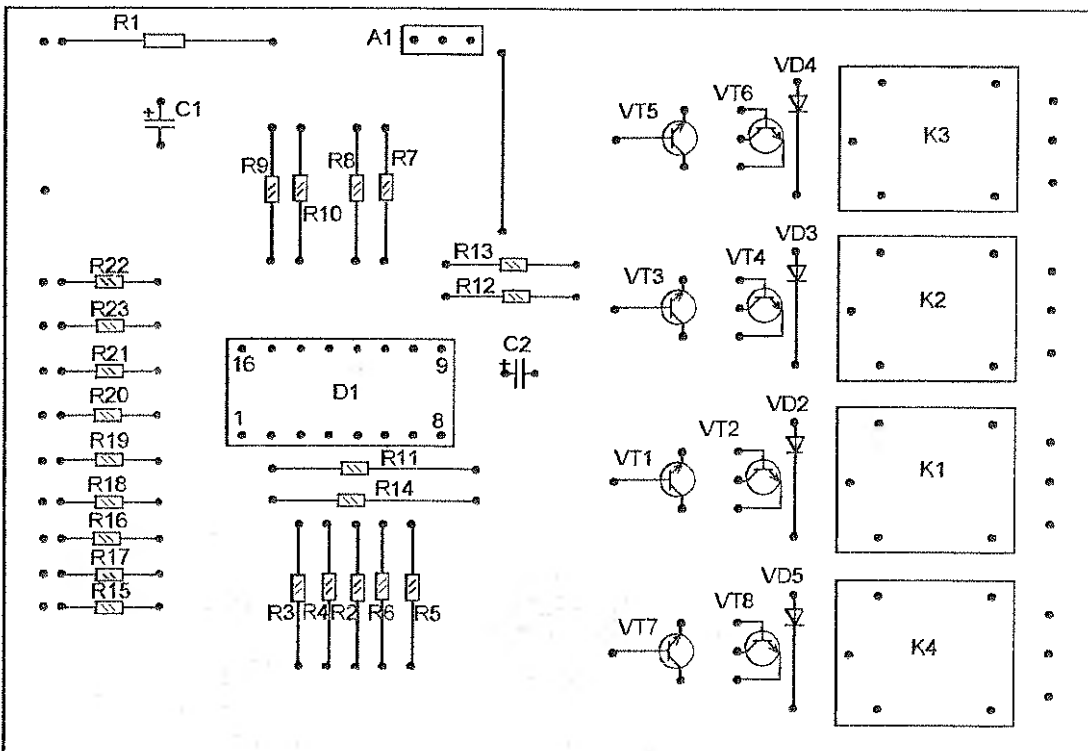 R1
A1
VD4
VT6
VT5
K3
C1
R9
R10
R8
R7
R13
R12
VD3
VT4
VT3
K2
R22
R23
R21
R20
R19
R18
R16
R17
R15
16
9
D1
1
8
C2
+
+
R11
R14
VD2
VT2
VT1
K1
R3
R4
R2
R6
R5
VD5
VT8
VT7
K4